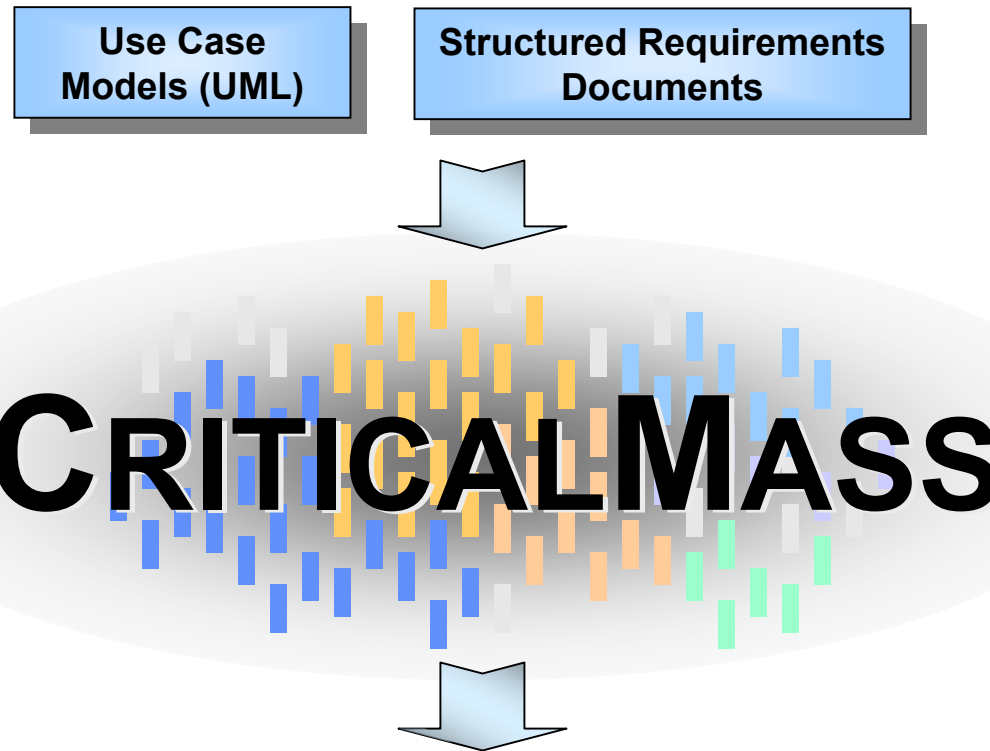 Use Case
Models (UML)
Structured Requirements
Documents
CRITICALMASS